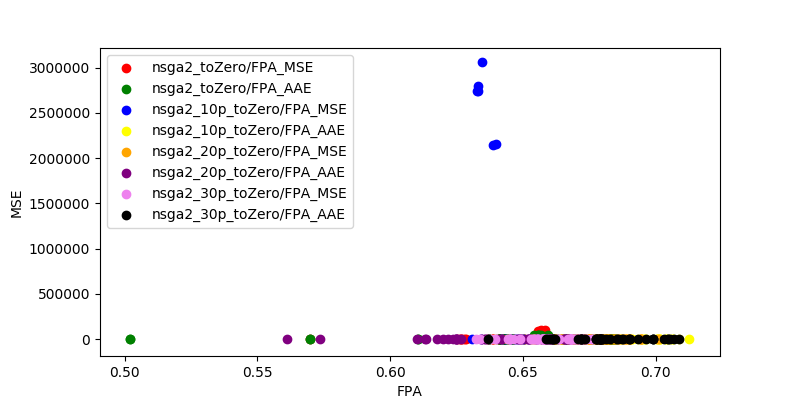 3000000
2500000
2000000
1500000
1000000
500000
0
MSE
nsga2_toZero/FPA_MSE
nsga2_toZero/FPA_AAE
nsga2_10p_toZero/FPA_MSE
nsga2_10p_toZero/FPA_AAE
nsga2_20p_toZero/FPA_MSE
nsga2_20p_toZero/FPA_AAE
nsga2_30p_toZero/FPA_MSE
nsga2_30p_toZero/FPA_AAE
0.50 0.55 0.60 0.65 0.70
FPA